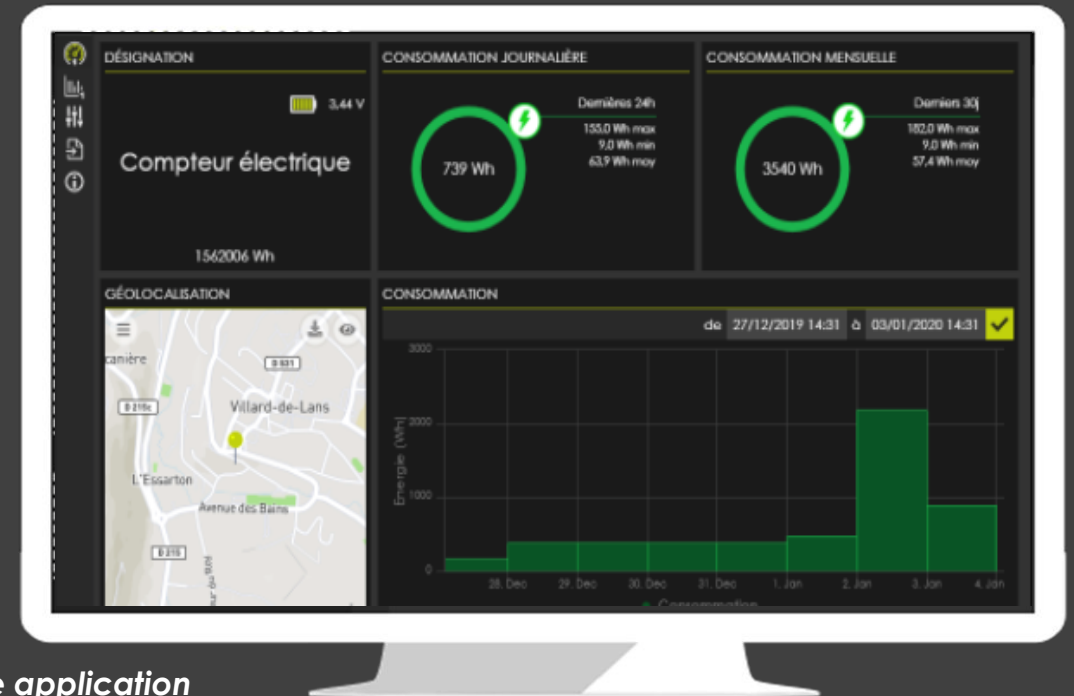 DÉSIGNATION
3,44 V
Compteur électrique
1562006 Wh
CONSOMMATION JOURNALIÈRE
Dernières 24h
155,0 Wh max
9,0 Wh min
63,9 Wh moy
739 Wh
CONSOMMATION MENSUELLE
Derniers 30j
182,0 Wh max
9,0 Wh min
57,4 Wh moy
3540 Wh
GÉOLOCALISATION
canière
D 531
D 215c
Villard-de-Lans
L'Essarton
Avenue des Bains
D 215
CONSOMMATION
de 27/12/2019 14:31 à 03/01/2020 14:31
Energie (Wh)
3000
2000
1000
0
28. Dec 29. Dec 30. Dec 31. Dec 1. Jan 2. Jan 3. Jan 4. Jan
Consommation
e application